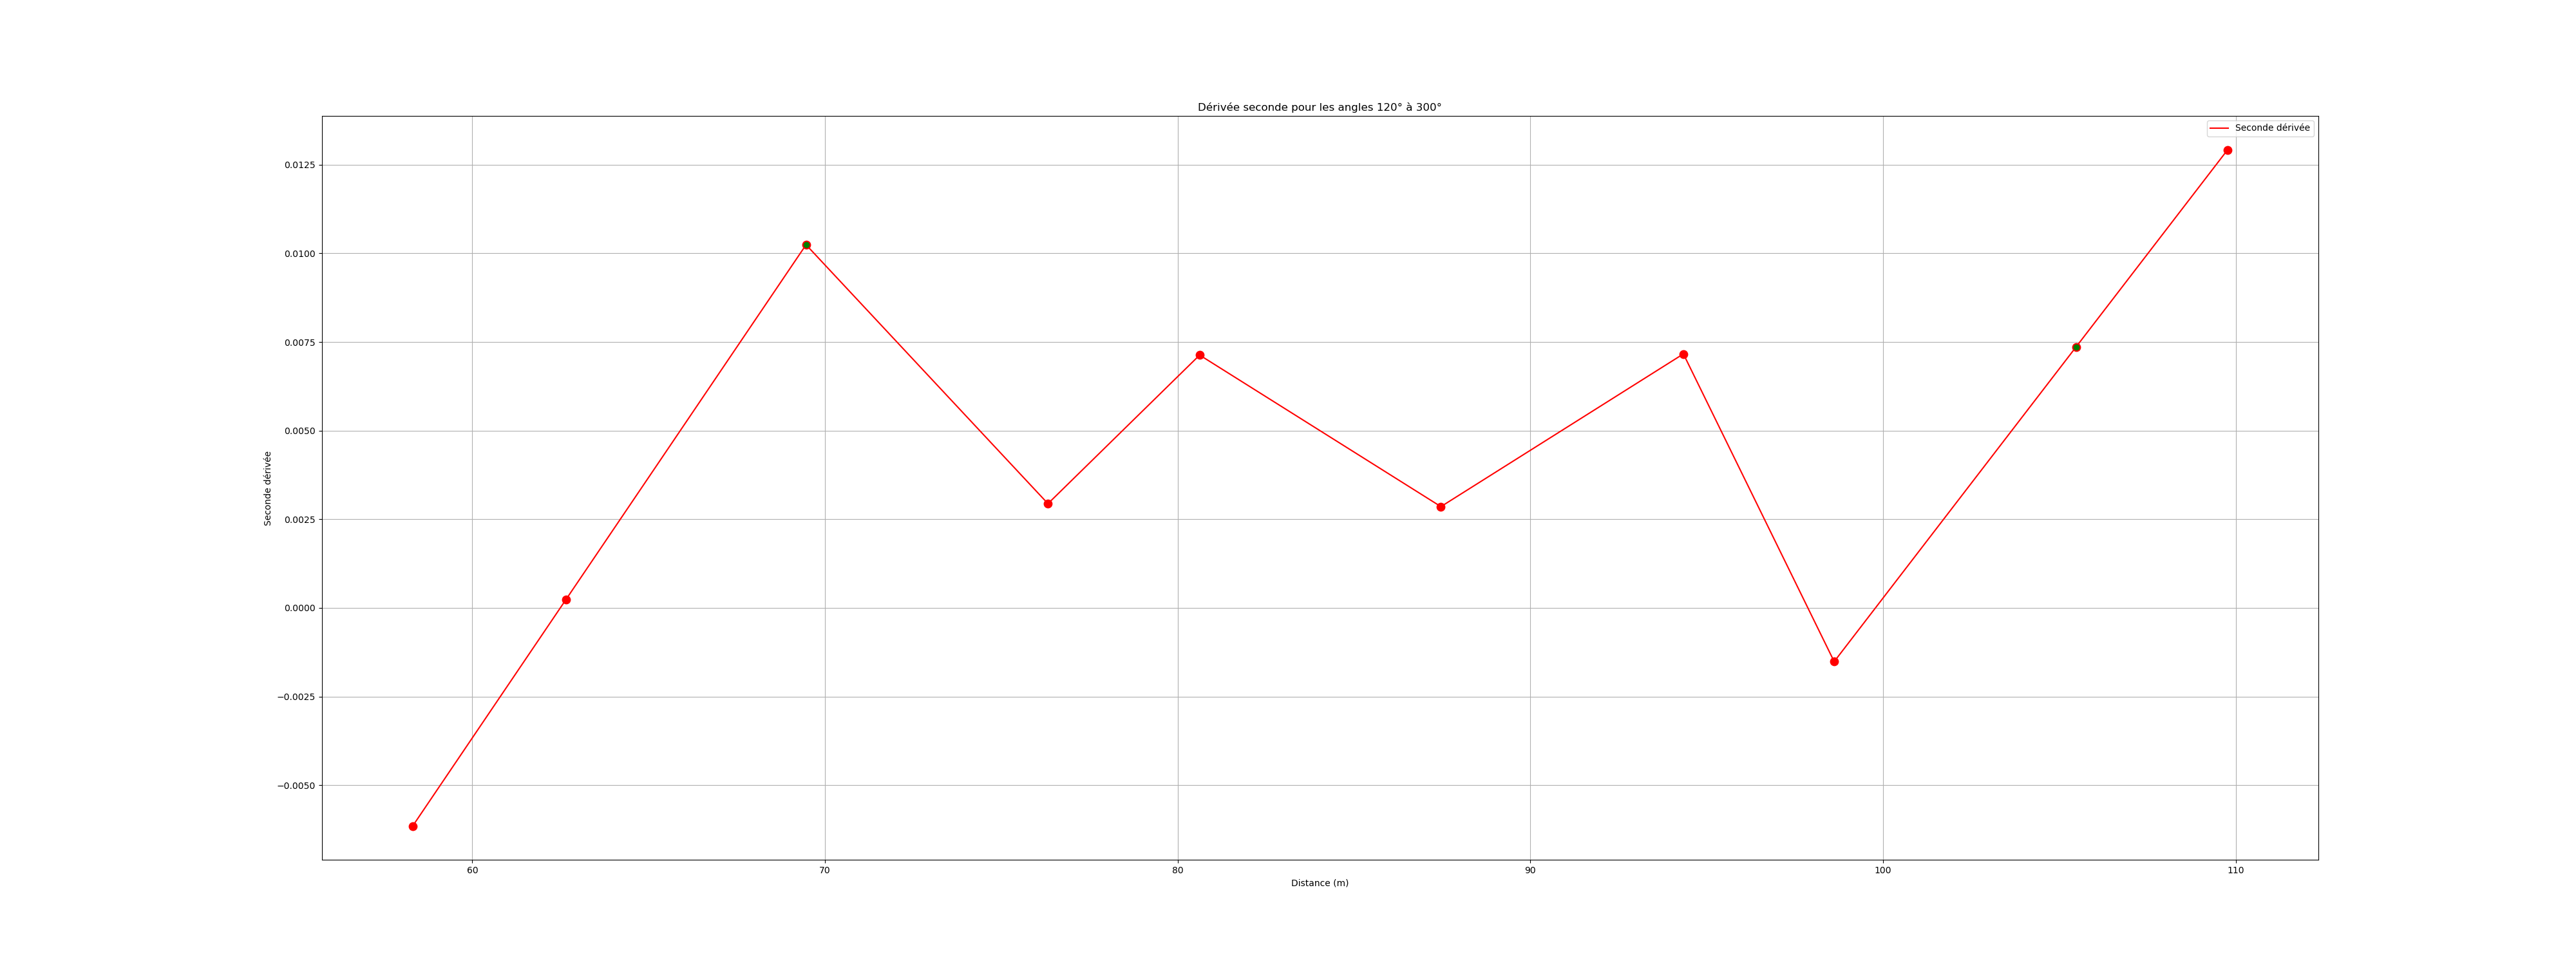 Dérivée seconde pour les angles 120° à 300°
Seconde dérivée
0.0125
0.0100
0.0075
0.0050
0.0025
0.0000
−0.0025
−0.0050
Seconde dérivée
60 70 80 90 100 110
Distance (m)